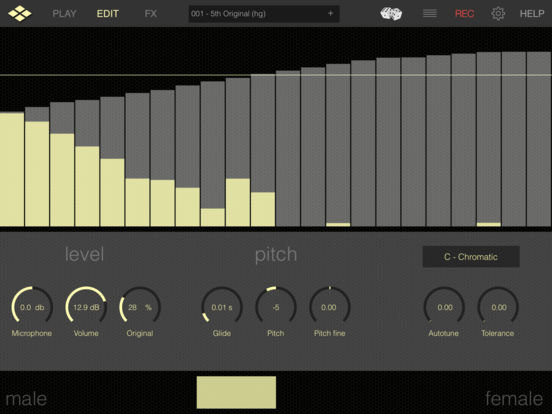 PLAY EDIT FX 001 - 5th Original (hg) + REC HELP
level pitch C - Chromatic
0.0 db 12.9 dB 28 % 0.01 s -5 0.00 0.00 0.00
Microphone Volume Original Glide Pitch Pitch fine Autotune Tolerance
male female